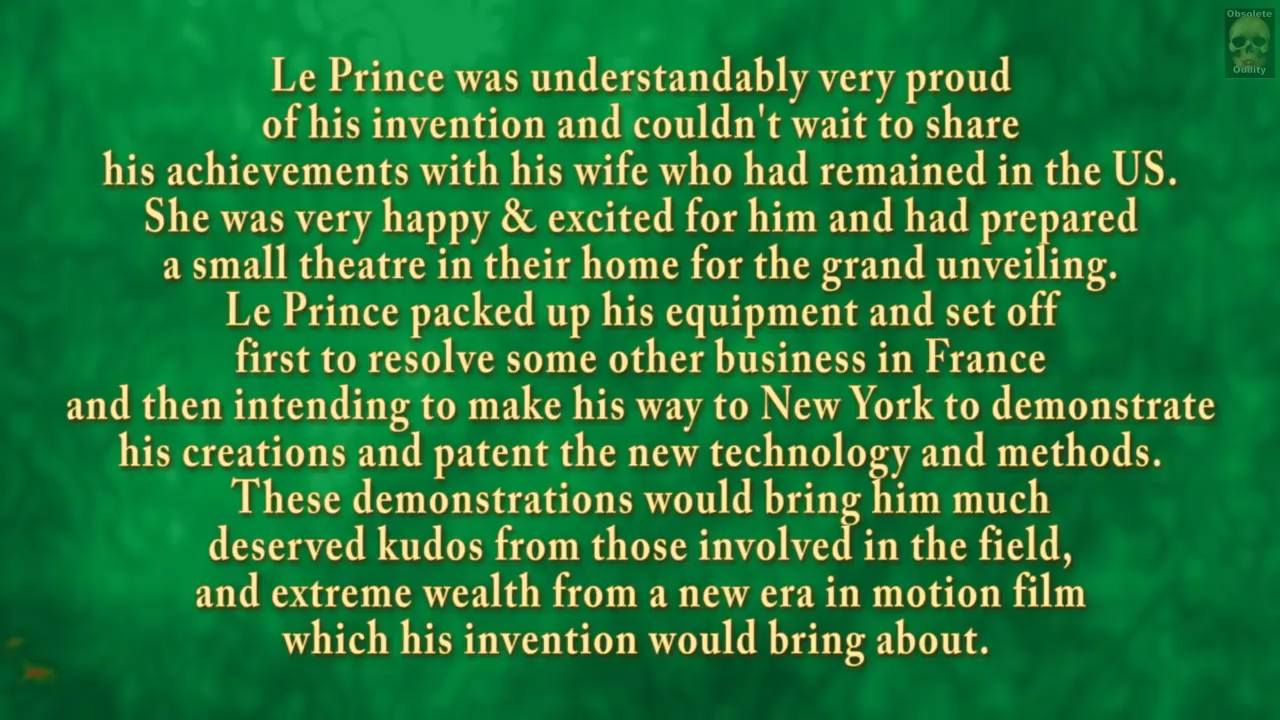 Obsolete
Oddity
Le Prince was understandably very proud
of his invention and couldn't wait to share
his achievements with his wife who had remained in the US.
She was very happy & excited for him and had prepared
a small theatre in their home for the grand unveiling.
Le Prince packed up his equipment and set off
first to resolve some other business in France
and then intending to make his way to New York to demonstrate
his creations and patent the new technology and methods.
These demonstrations would bring him much
deserved kudos from those involved in the field,
and extreme wealth from a new era in motion film
which his invention would bring about.